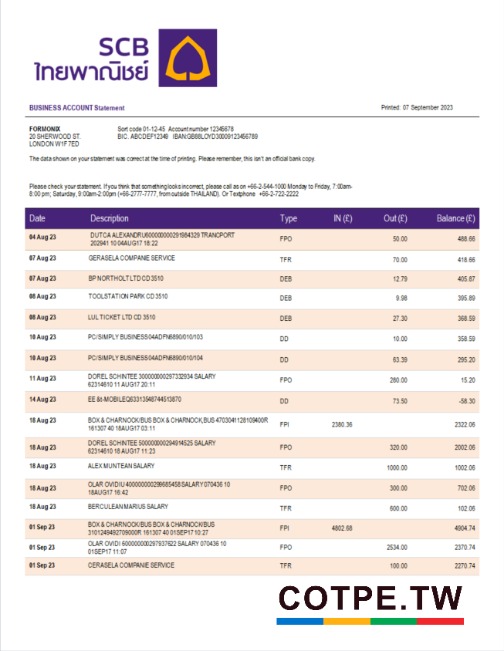 SCB
ไทยพาณิชย์
BUSINESS ACCOUNT Statement
Printed: 07 September 2023
FORMONIX
20 SHERWOOD ST.
LONDON W1F 7ED
Sort code 01-12-45 Account number 12345678
BIC. ABCDEF12349 IBAN:GB88LOYD30009123456789
The data shown on your statement was correct at the time of printing. Please remember, this isn't an official bank copy.
Please check your statement. If you think that something looks incorrect, please call as on +66-2-544-1000 Monday to Friday, 7:00am-
8:00 pm; Saturday, 9:00am-2:00pm (+66-2777-7777, from outside THAILAND). Or Textphone +66-2-722-2222
Date Description Type IN (£) Out (£) Balance (£)
04 Aug 23 DUTCA ALEXANDRU600000000291984329 TRANCPORT FPO 50.00 488.66
202941 10 04AUG17 18:22
07 Aug 23 GERASELA COMPANIE SERVICE TFR 70.00 418.66
07 Aug 23 BP NORTHOLT LTD CD 3510 DEB 12.79 405.87
08 Aug 23 TOOLSTATION PARK CD 3510 DEB 9.98 395.89
08 Aug 23 LUL TICKET LTD CD 3510 DEB 27.30 368.59
10 Aug 23 PC/SIMPLY BUSINESS04ADFN6890/010/103 DD 10.00 358.59
10 Aug 23 PC/SIMPLY BUSINESS04ADFN6890/010/104 DD 63.39 295.20
11 Aug 23 DOREL SCHINTEE 300000000297332934 SALARY FPO 280.00 15.20
62314610 11 AUG17 20:11
14 Aug 23 EE &t-MOBILEQ63313548744513870 DD 73.50 -58.30
18 Aug 23 BOX & CHARNOCK/BUS BOX & CHARNOCK,BUS 4703041128109400R FPI 2380.36 2322.06
161307 40 18AUG17 03:11
18 Aug 23 DOREL SCHINTEE 500000000294914525 SALARY FPO 320.00 2002.06
62314610 18 AUG17 11:23
18 Aug 23 ALEX MUNTEAN SALARY TFR 1000.00 1002.06
18 Aug 23 OLAR OVIDIU 400000000299685458 SALARY 070436 10 FPO 300.00 702.06
18AUG17 16:42
18 Aug 23 BERCULEAN MARIUS SALARY TFR 600.00 102.06
01 Sep 23 BOX & CHARNOCK/BUS BOX & CHARNOCK/BUS FPI 4802.68 4904.74
3101249492709000R 161307 40 01SEP17 10:27
01 Sep 23 OLAR OVIDI 600000000297937622 SALARY 070436 10 FPO 2534.00 2370.74
01SEP17 11:07
01 Sep 23 CERASELA COMPANIE SERVICE TFR 100.00 2270.74
COTPE.TW